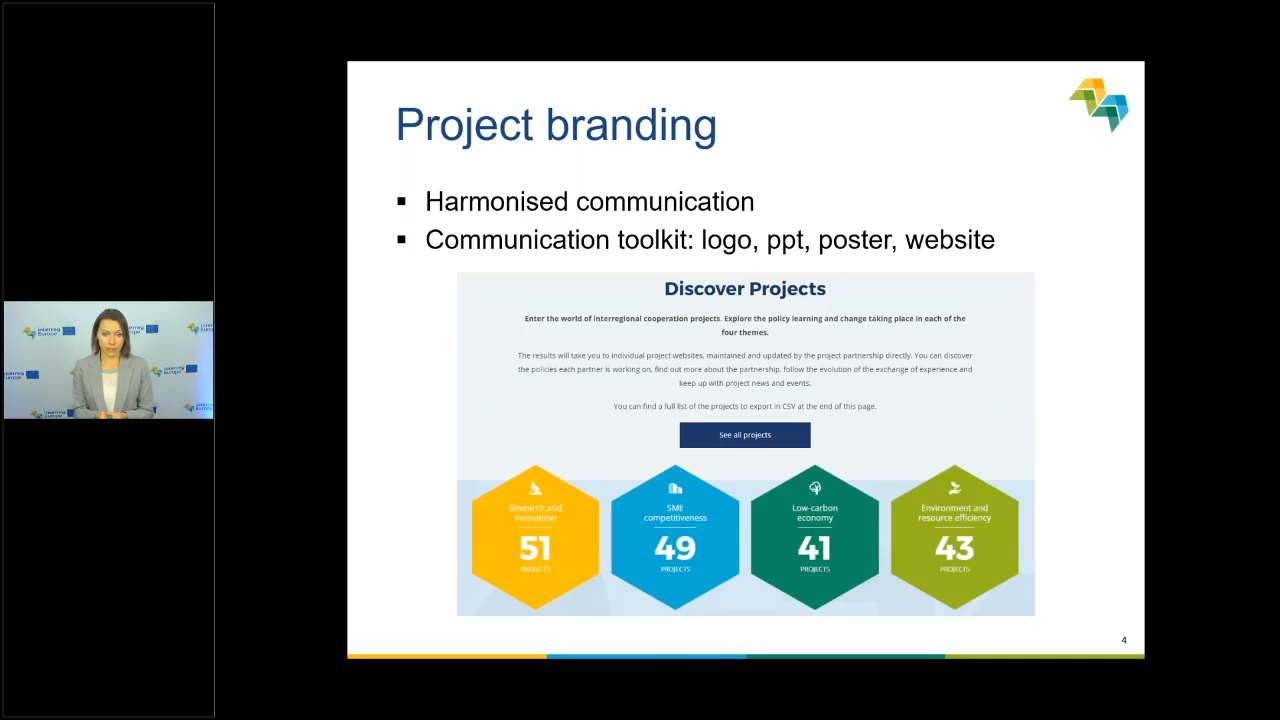 Project branding
▪ Harmonised communication
▪ Communication toolkit: logo, ppt, poster, website
Discover Projects
Enter the world of interregional cooperation projects. Explore the policy learning and change taking place in each of the
four themes.
The results will take you to individual project websites, maintained and updated by the project partnership directly. You can discover
the policies each partner is working on, find out more about the partnership, follow the evolution of the exchange of experience and
keep up with project news and events.
You can find a full list of the projects to export in CSV at the end of this page.
See all projects
Research and
innovation
51
PROJECTS
SME
competitiveness
49
PROJECTS
Low-carbon
economy
41
PROJECTS
Environment and
resource efficiency
43
PROJECTS
4
Interreg
Europe